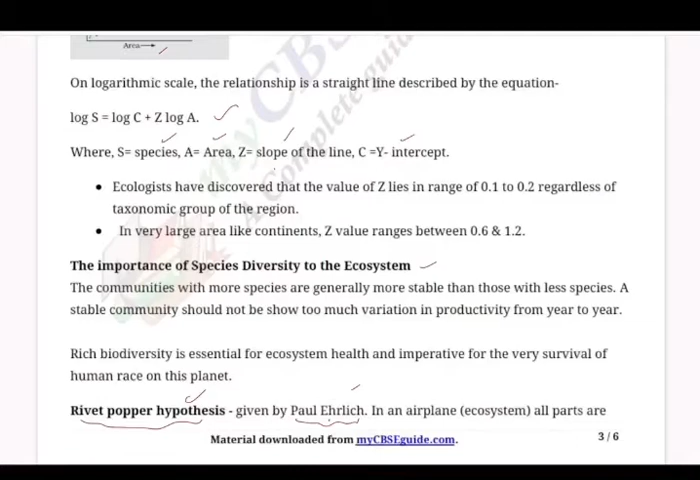 Area
On logarithmic scale, the relationship is a straight line described by the equation-
log S = log C + Z log A.
Where, S= species, A= Area, Z= slope of the line, C =Y- intercept.
• Ecologists have discovered that the value of Z lies in range of 0.1 to 0.2 regardless of
taxonomic group of the region.
• In very large area like continents, Z value ranges between 0.6 & 1.2.
The importance of Species Diversity to the Ecosystem
The communities with more species are generally more stable than those with less species. A
stable community should not be show too much variation in productivity from year to year.
Rich biodiversity is essential for ecosystem health and imperative for the very survival of
human race on this planet.
Rivet popper hypothesis - given by Paul Ehrlich. In an airplane (ecosystem) all parts are
Material downloaded from myCBSEguide.com. 3 / 6
myCBS
A Complete guide